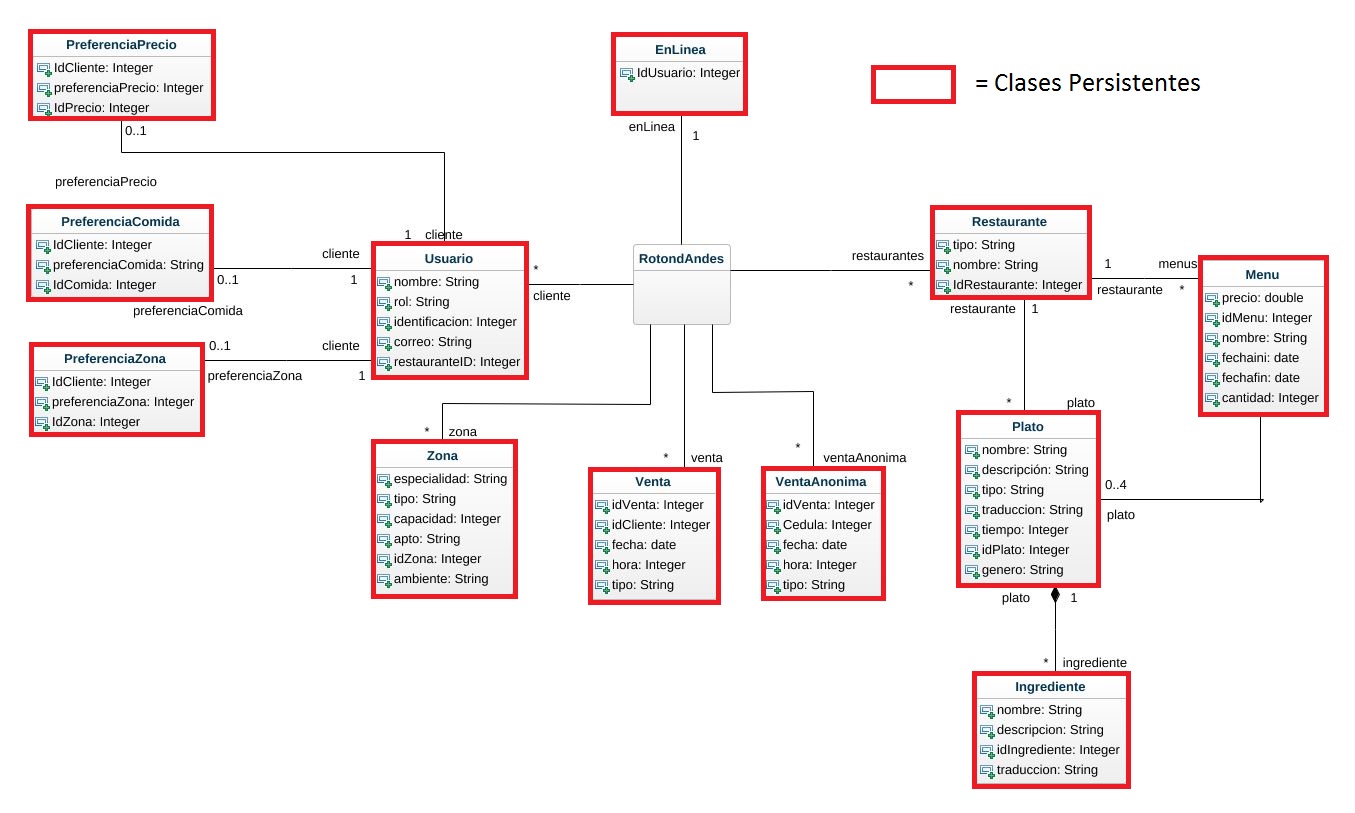 PreferenciaPrecio
IdCliente: Integer
preferenciaPrecio: Integer
IdPrecio: Integer
0..1
preferenciaPrecio
1 cliente
EnLinea
IdUsuario: Integer
enLinea
1
= Clases Persistentes
PreferenciaComida
IdCliente: Integer
preferenciaComida: String
IdComida: Integer
cliente
0..1
1
preferenciaComida
PreferenciaZona
IdCliente: Integer
preferenciaZona: Integer
IdZona: Integer
0..1
cliente
preferenciaZona
1
Usuario
nombre: String
rol: String
identificacion: Integer
correo: String
restauranteID: Integer
*
cliente
RotondAndes
restaurantes
*
Restaurante
tipo: String
nombre: String
IdRestaurante: Integer
1
menus
restaurante
*
Menu
precio: double
idMenu: Integer
nombre: String
fechaini: date
fechafin: date
cantidad: Integer
restaurante
1
*
plato
Plato
nombre: String
descripción: String
tipo: String
traduccion: String
tiempo: Integer
idPlato: Integer
genero: String
0..4
plato
* zona
Zona
especialidad: String
tipo: String
capacidad: Integer
apto: String
idZona: Integer
ambiente: String
* venta
Venta
idVenta: Integer
idCliente: Integer
fecha: date
hora: Integer
tipo: String
*
ventaAnonima
VentaAnonima
idVenta: Integer
Cedula: Integer
fecha: date
hora: Integer
tipo: String
plato
1
* ingrediente
Ingrediente
nombre: String
descripcion: String
idIngrediente: Integer
traduccion: String